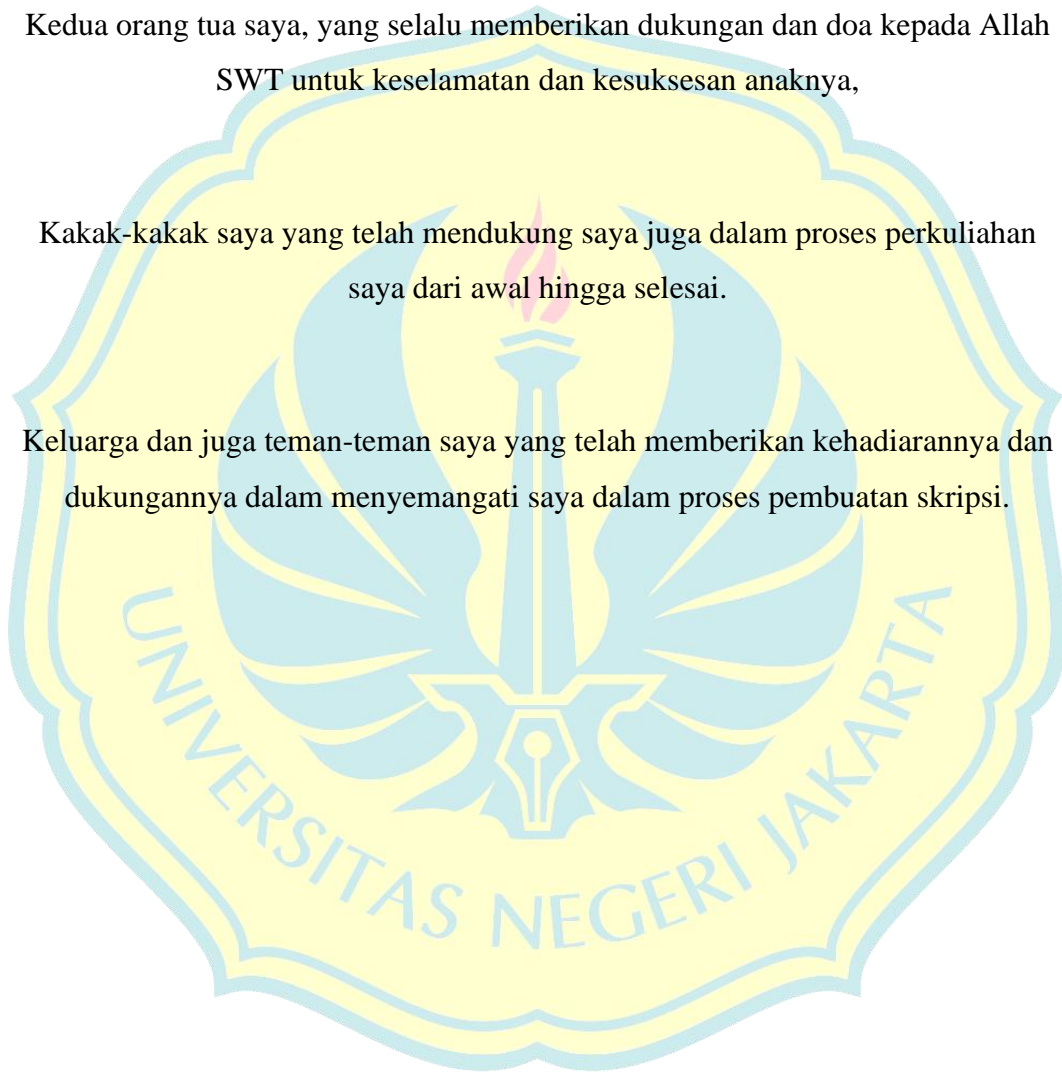 Kedua orang tua saya, yang selalu memberikan dukungan dan doa kepada Allah
SWT untuk keselamatan dan kesuksesan anaknya,
Kakak-kakak saya yang telah mendukung saya juga dalam proses perkuliahan
saya dari awal hingga selesai.
Keluarga dan juga teman-teman saya yang telah memberikan kehadiarannya dan
dukungannya dalam menyemangati saya dalam proses pembuatan skripsi.
UNIVERSITAS NEGERI JAKARTA